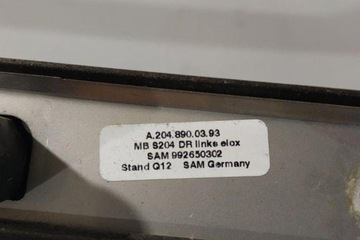 A.204.890.03.93
MB S204 DR links elox
SAM 992650302
Stand Q12 SAM Germany